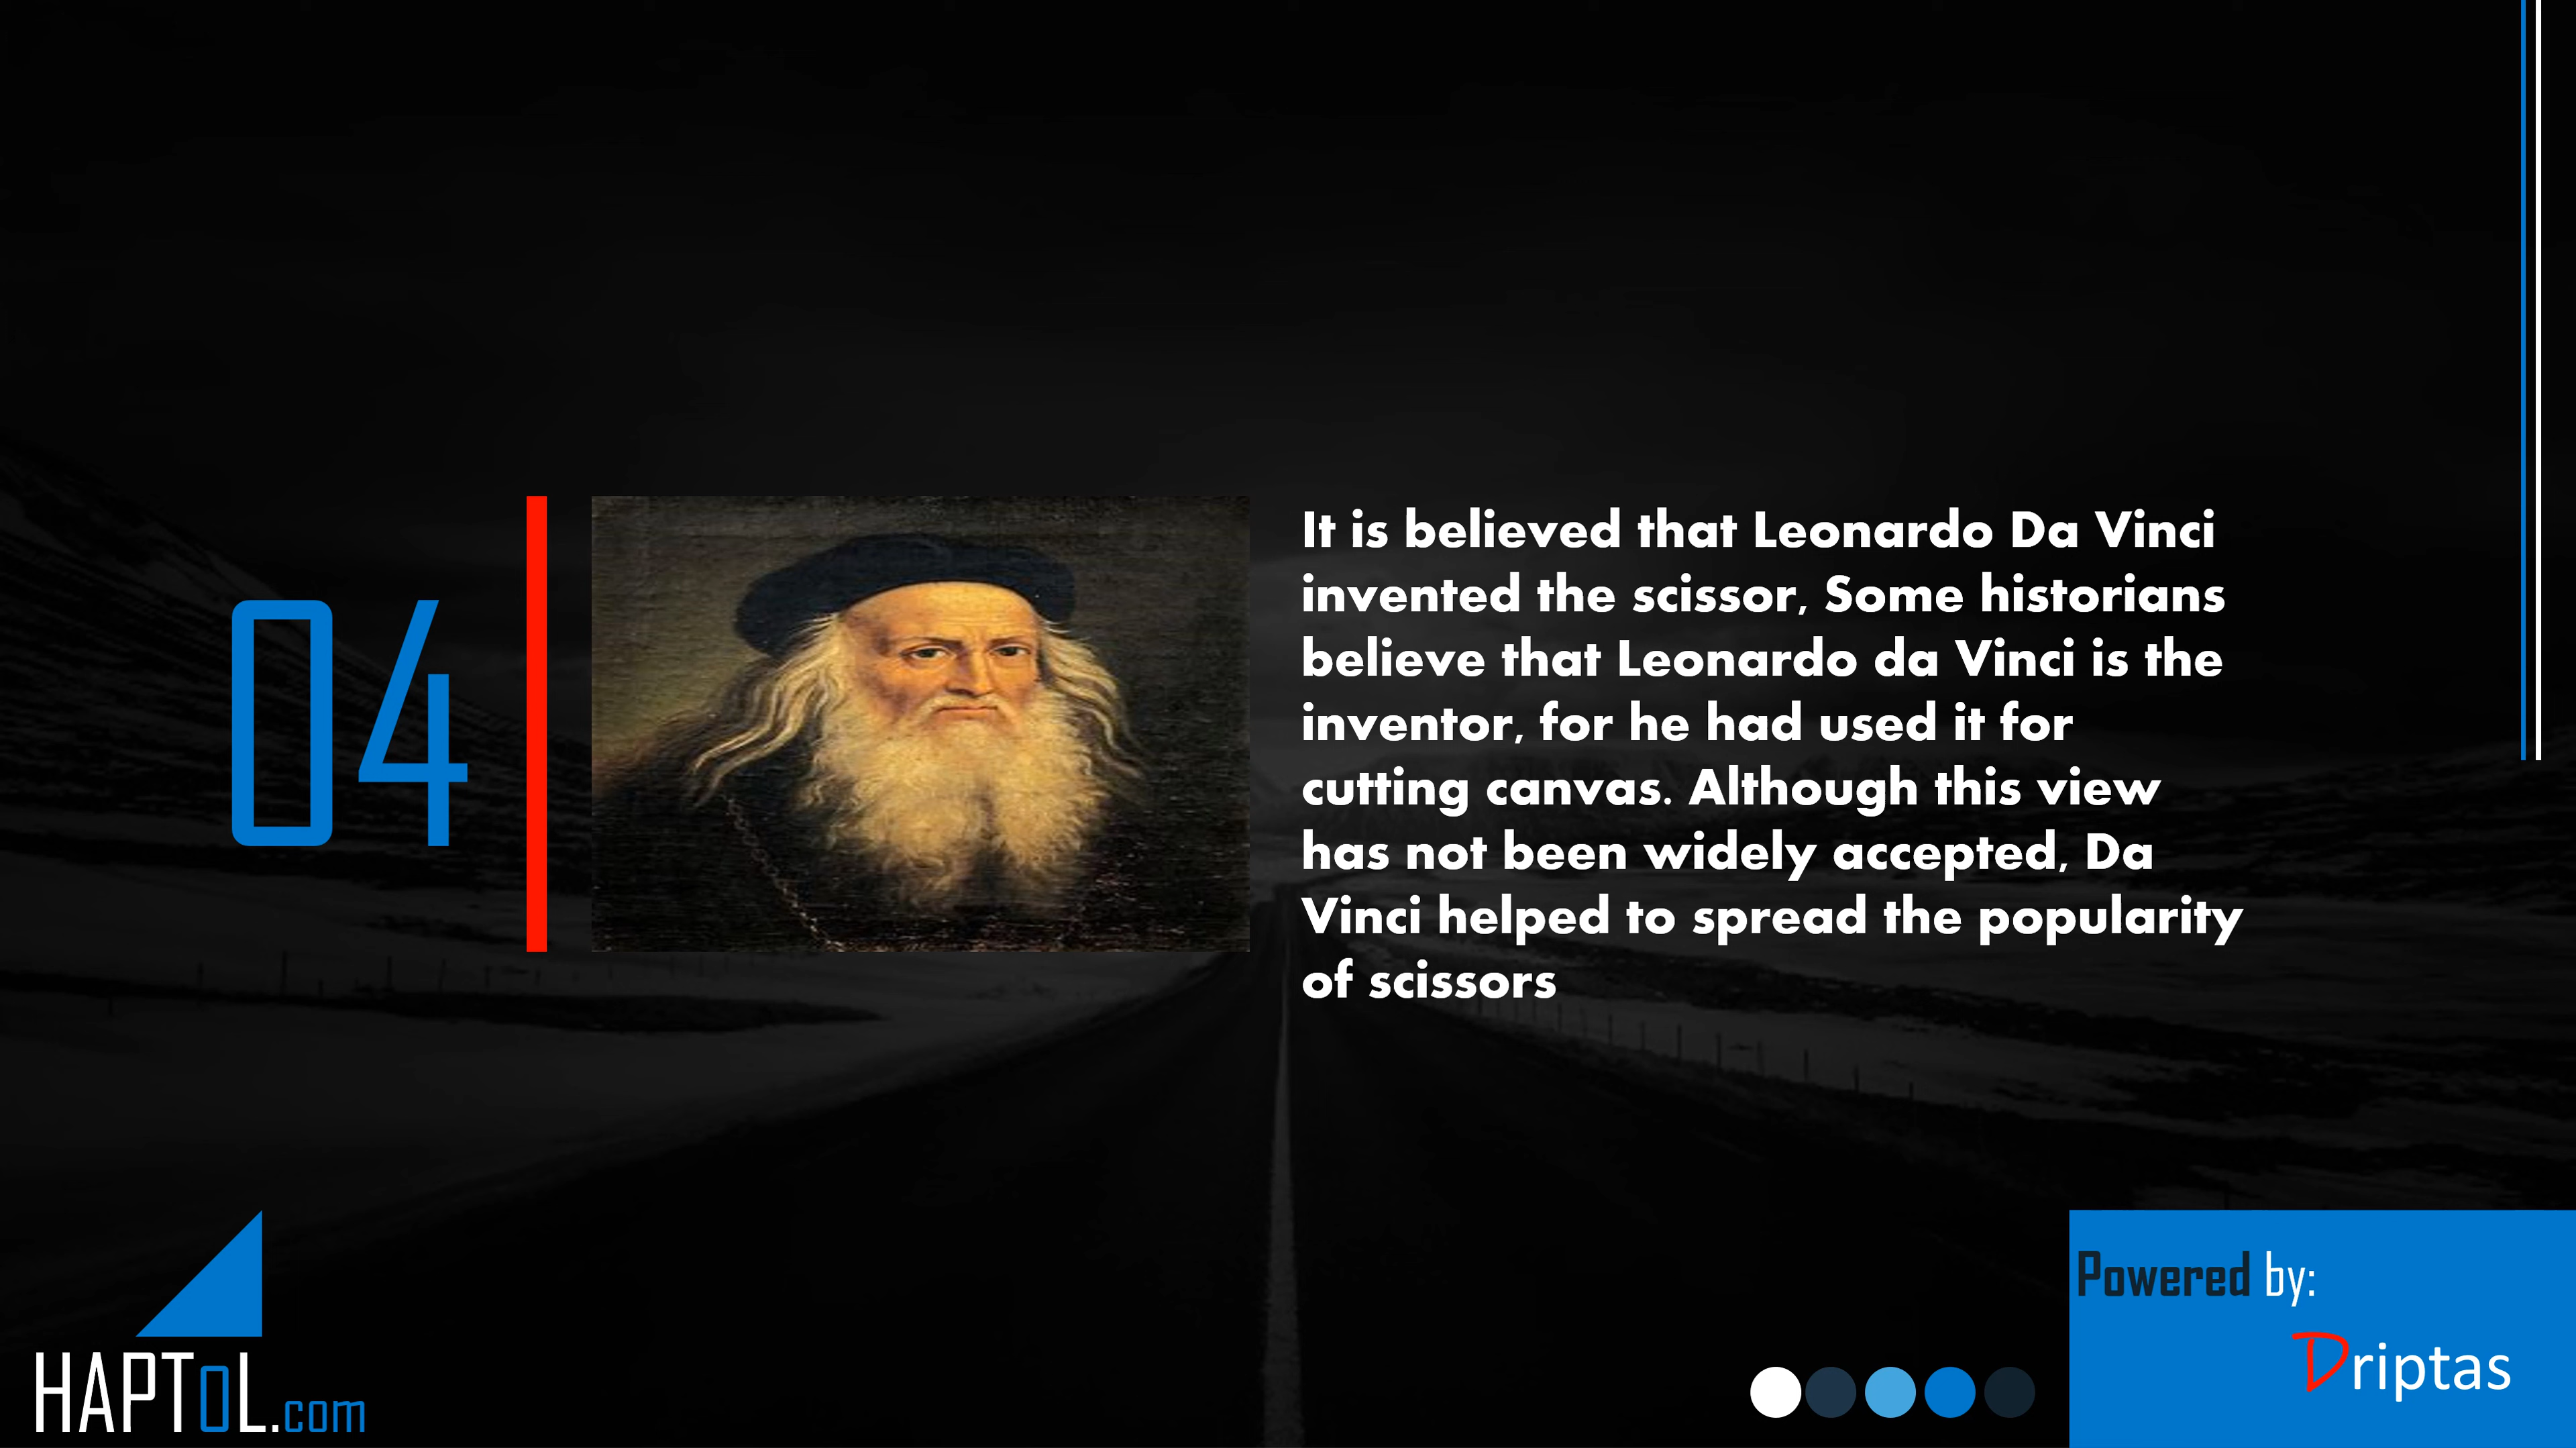 04
It is believed that Leonardo Da Vinci
invented the scissor, Some historians
believe that Leonardo da Vinci is the
inventor, for he had used it for
cutting canvas. Although this view
has not been widely accepted, Da
Vinci helped to spread the popularity
of scissors
HAPToL.com
Powered by:
Driptas